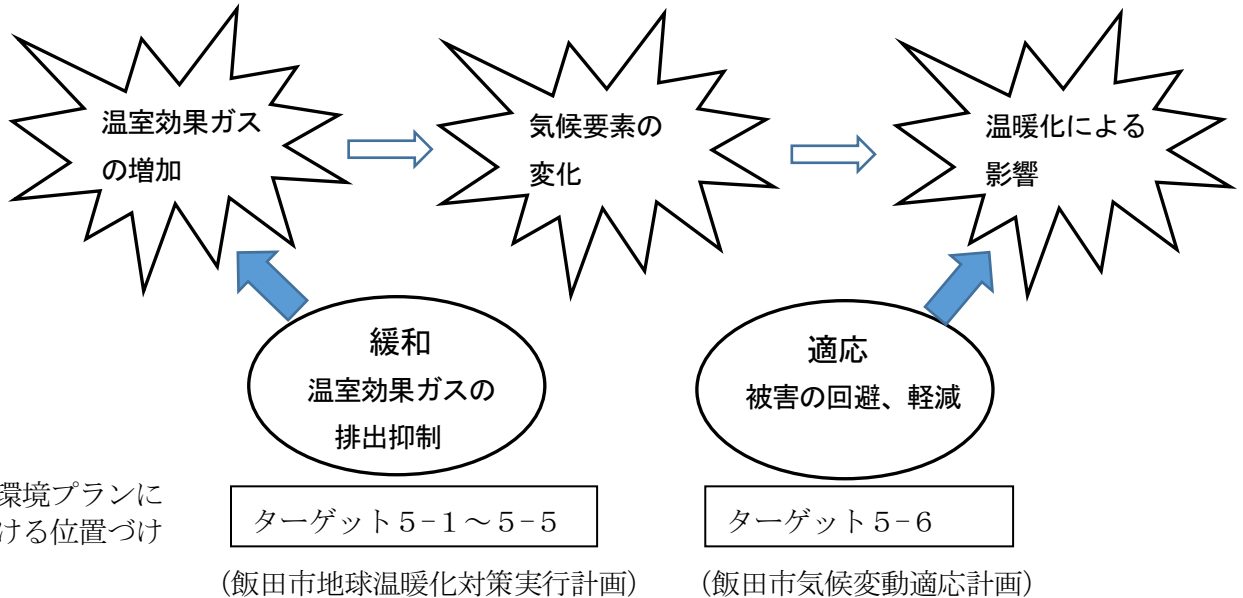 温室効果ガス
の増加
気候要素の
変化
温暖化による
影響
緩和
温室効果ガスの
排出抑制
適応
被害の回避、軽減
環境プランに
ける位置づけ
ターゲット５-１～５-５
ターゲット５-６
（飯田市地球温暖化対策実行計画）
（飯田市気候変動適応計画）